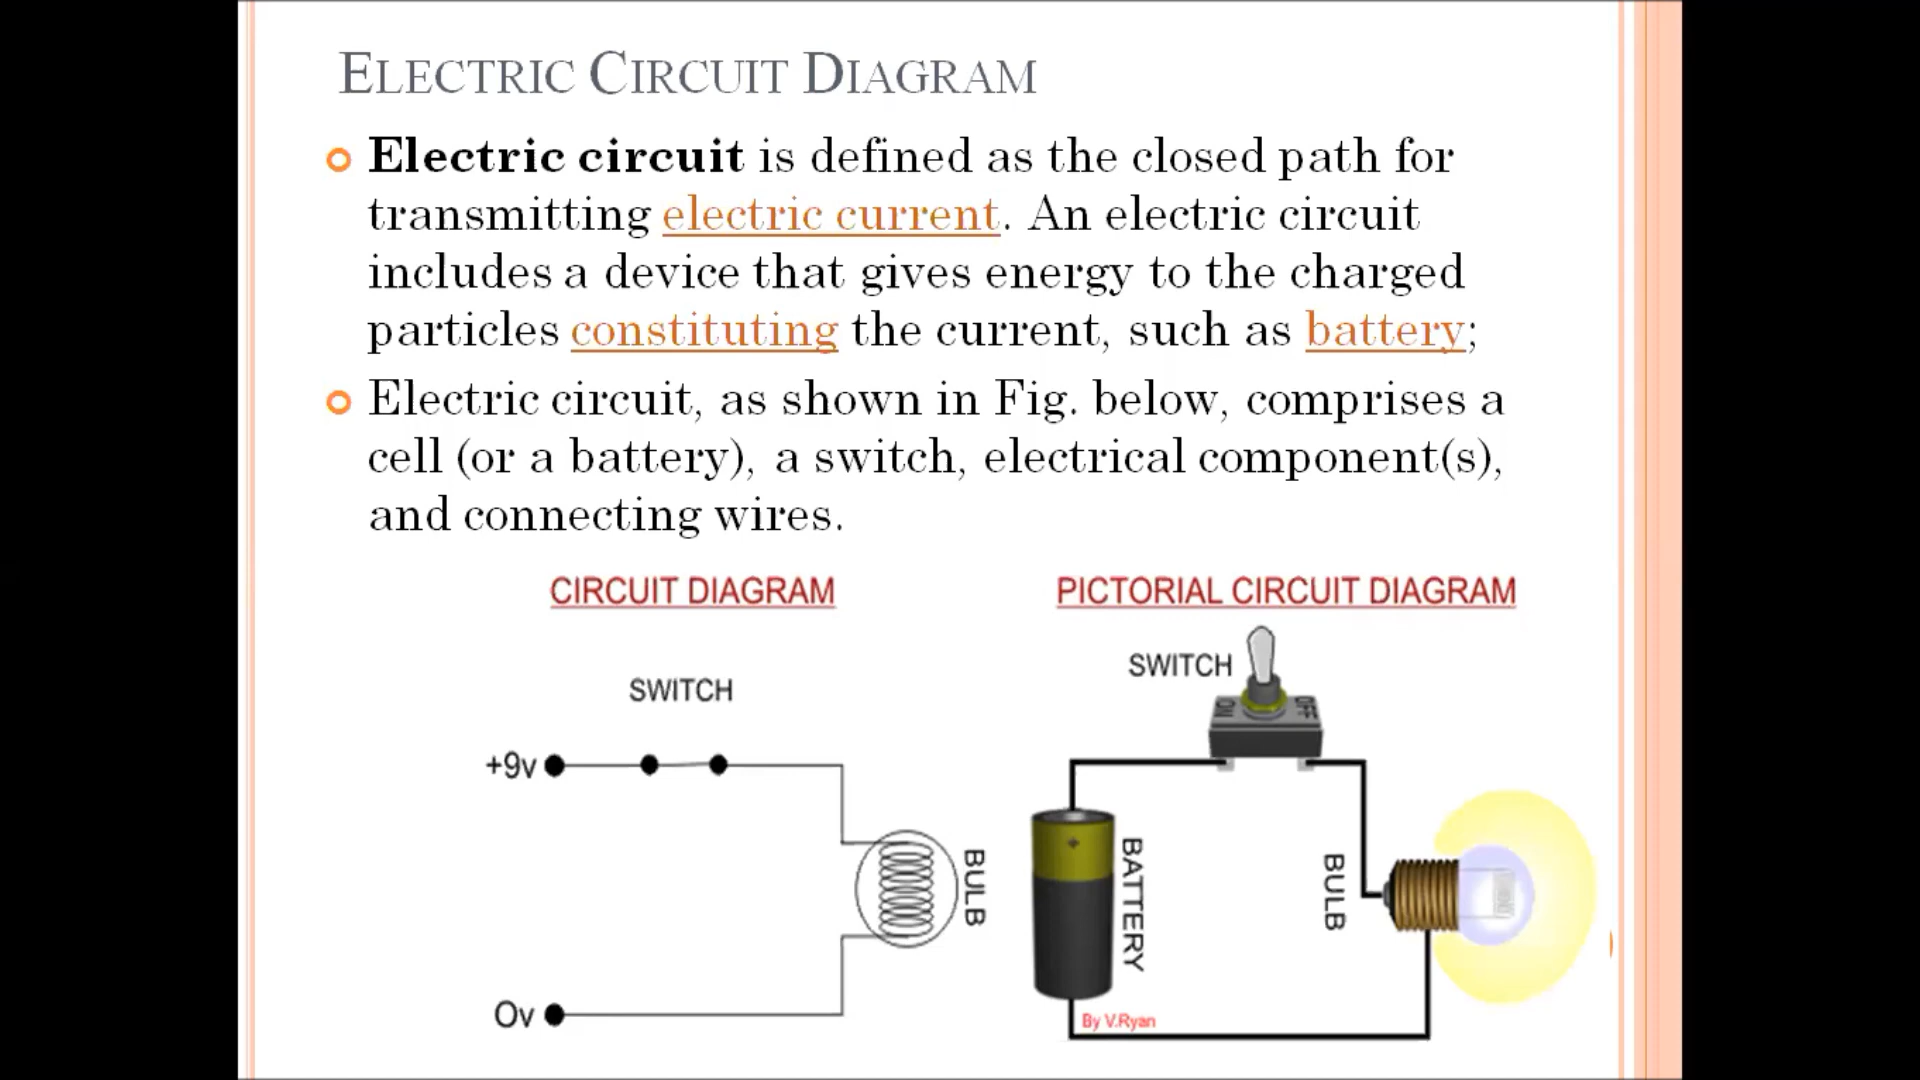 ELECTRIC CIRCUIT DIAGRAM
Electric circuit is defined as the closed path for
transmitting electric current. An electric circuit
includes a device that gives energy to the charged
particles constituting the current, such as battery;
Electric circuit, as shown in Fig. below, comprises a
cell (or a battery), a switch, electrical component(s),
and connecting wires.
CIRCUIT DIAGRAM
SWITCH
+9v
BULB
0v
PICTORIAL CIRCUIT DIAGRAM
SWITCH
ON
OFF
+
BATTERY
BULB
By V.Ryan